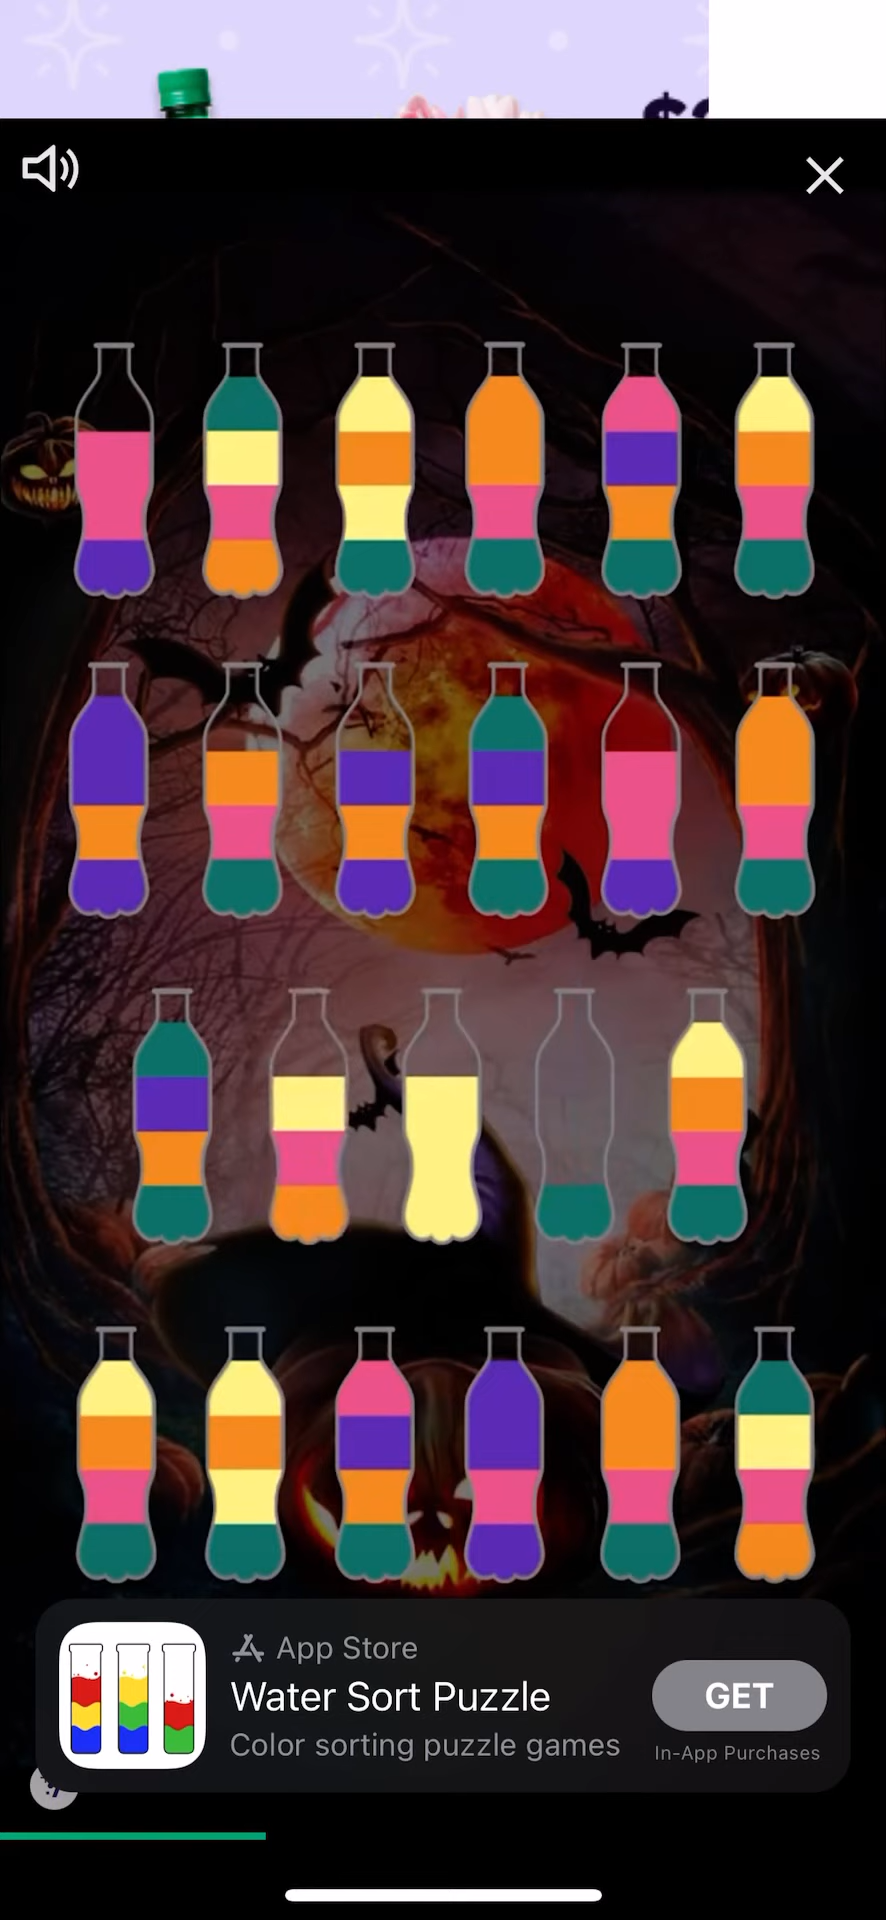 App Store
Water Sort Puzzle
Color sorting puzzle games
GET
In-App Purchases